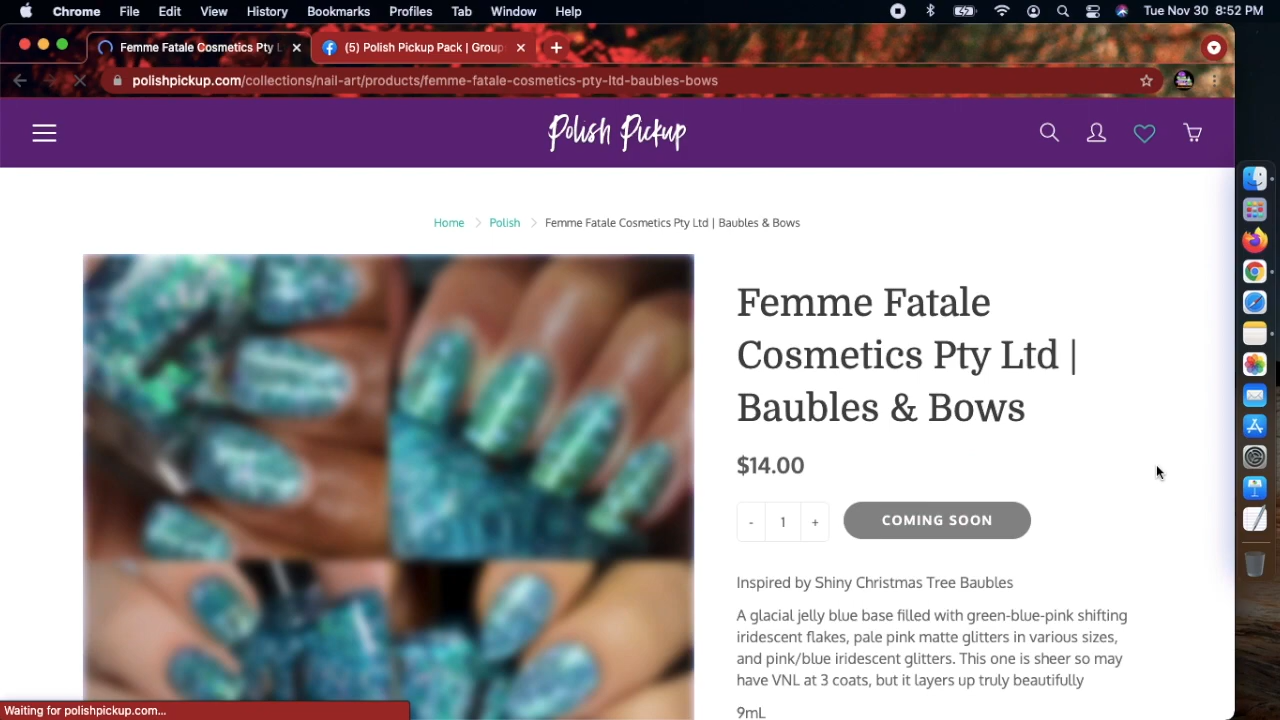 Chrome File Edit View History Bookmarks Profiles Tab Window Help Tue Nov 30 8:52 PM
Femme Fatale Cosmetics Pty L
(5) Polish Pickup Pack | Group
polishpickup.com/collections/nail-art/products/femme-fatale-cosmetics-pty-ltd-baubles-bows
Polish Pickup
Home Polish Femme Fatale Cosmetics Pty Ltd | Baubles & Bows
Femme Fatale
Cosmetics Pty Ltd |
Baubles & Bows
$14.00
- 1 + COMING SOON
Inspired by Shiny Christmas Tree Baubles
A glacial jelly blue base filled with green-blue-pink shifting
iridescent flakes, pale pink matte glitters in various sizes,
and pink/blue iridescent glitters. This one is sheer so may
have VNL at 3 coats, but it layers up truly beautifully
9mL
Waiting for polishpickup.com...